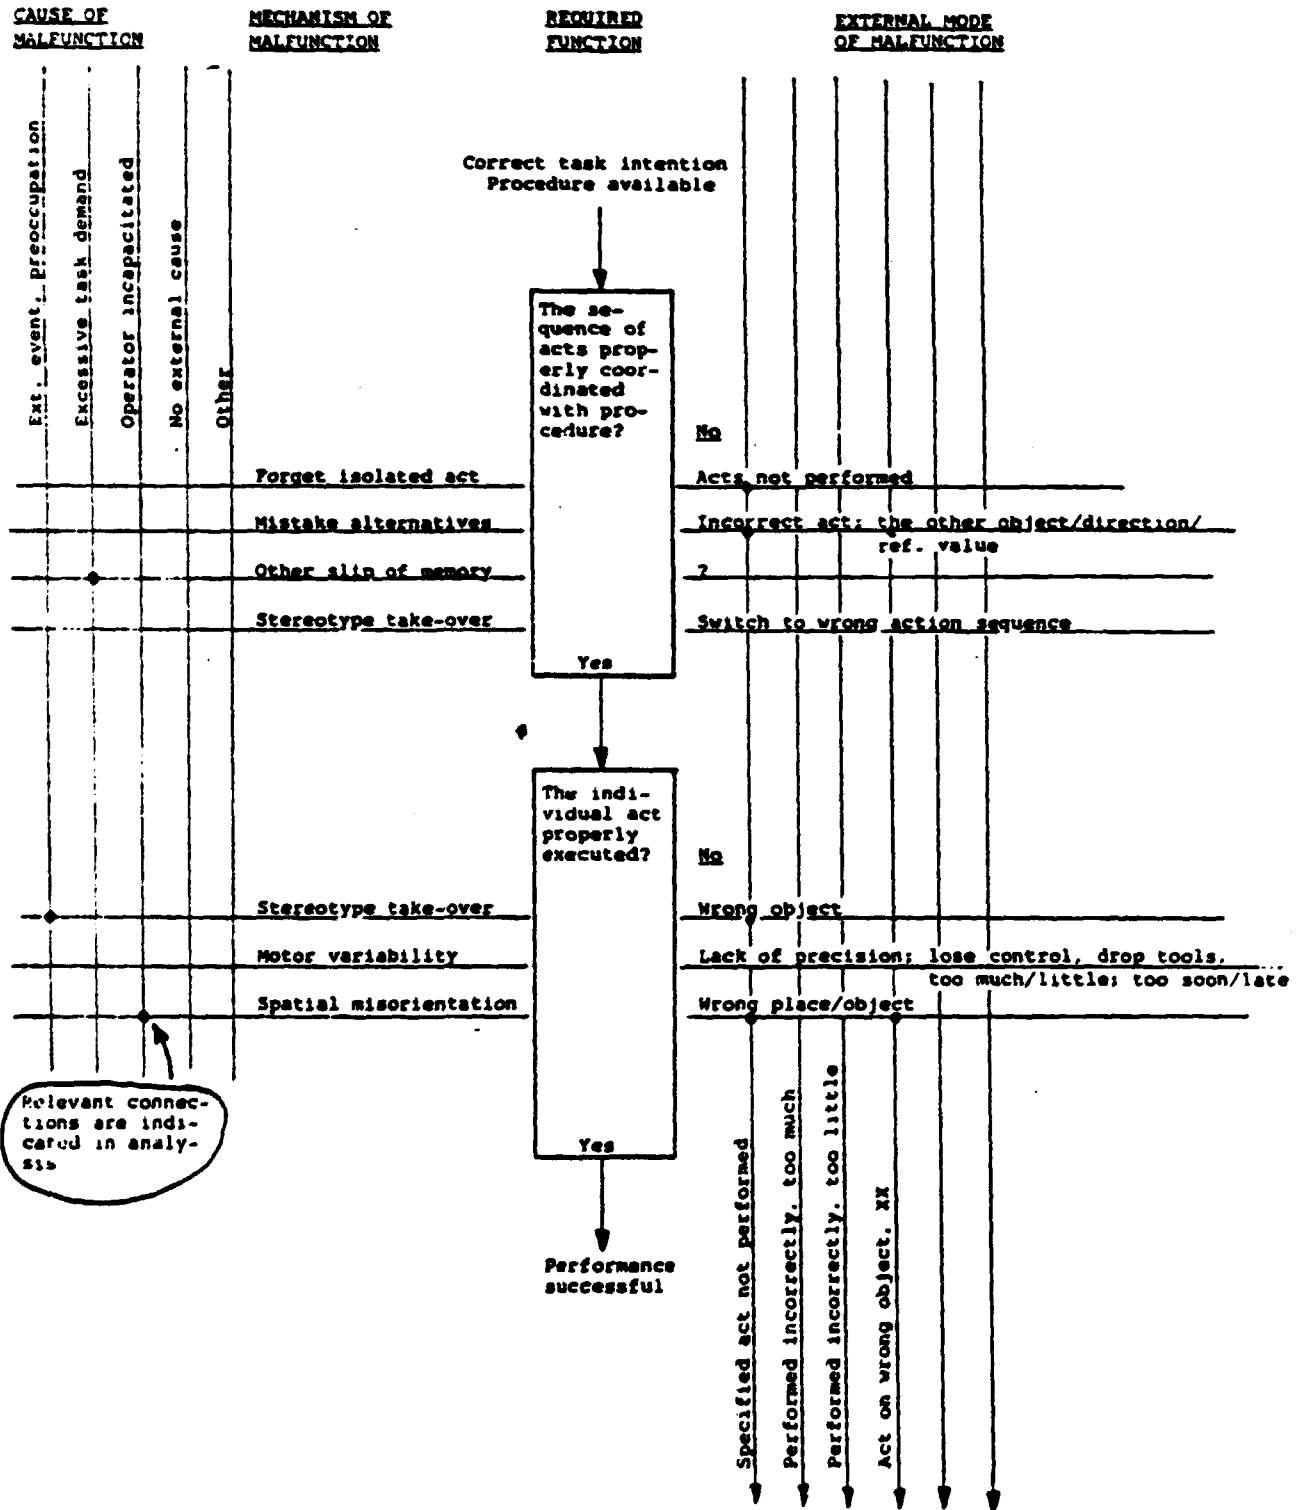 CAUSE OF
MALFUNCTION
MECHANISM OF
MALFUNCTION
REQUIRED
FUNCTION
EXTERNAL MODE
OF MALFUNCTION
Ext. event, preoccupation
Excessive task demand
Operator incapacitated
No external cause
Other
Correct task intention
Procedure available
The se-
quence of
acts prop-
erly coor-
dinated
with pro-
cedure?
No
Forget isolated act
Acts not performed
Mistake alternatives
Incorrect act; the other object/direction/
ref. value
Other slip of memory
?
Stereotype take-over
Switch to wrong action sequence
Yes
The indi-
vidual act
properly
executed?
No
Stereotype take-over
Wrong object
Motor variability
Lack of precision; lose control, drop tools,
too much/little; too soon/late
Spatial misorientation
Wrong place/object
Relevant connec-
tions are indi-
cated in analy-
sis
Yes
Performance
successful
Specified act not performed
Performed incorrectly, too much
Performed incorrectly, too little
Act on wrong object, XX